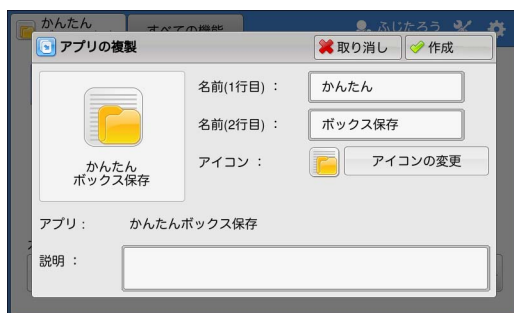 かんたん
すべての機能
ふじたろう
アプリの複製
取り消し
作成
名前(1行目) :
かんたん
名前(2行目) :
ボックス保存
アイコン :
アイコンの変更
かんたん
ボックス保存
アプリ :
かんたんボックス保存
説明 :